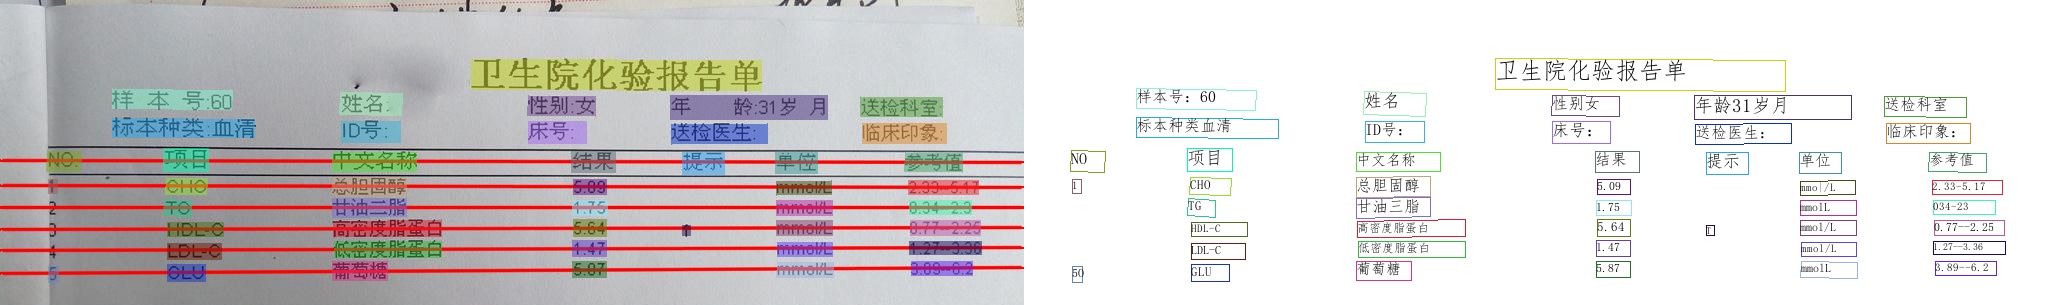 卫生院化验报告单
样 本 号:60 姓名: 性别:女 年 龄:31岁 月 送检科室:
标本种类:血清 ID号: 床号: 送检医生: 临床印象:
NO. 项目 中文名称 结果 提示 单位 参考值
1 CHO 总胆固醇 5.89 mmol/L 2.33--5.17
2 TG 甘油三脂 1.75 mmol/L 0.34--2.3
3 HDL-C 高密度脂蛋白 5.64 ↑ mmol/L 0.77--2.25
4 LDL-C 低密度脂蛋白 1.47 mmol/L 1.27--3.36
5 GLU 葡萄糖 5.87 mmol/L 3.89--6.2
卫生院化验报告单
样本号：60 姓名 性别女 年龄31岁月 送检科室
标本种类血清 ID号： 床号： 送检医生： 临床印象：
NO 项目 中文名称 结果 提示 单位 参考值
1 CHO 总胆固醇 5.09 mmol/L 2.33-5.17
TG 甘油三脂 1.75 mmolL 034-23
HDL-C 高密度脂蛋白 5.64 mmol/L 0.77--2.25
LDL-C 低密度脂蛋白 1.47 mmol/L 1.27--3.36
50 GLU 葡萄糖 5.87 mmolL 3.89--6.2